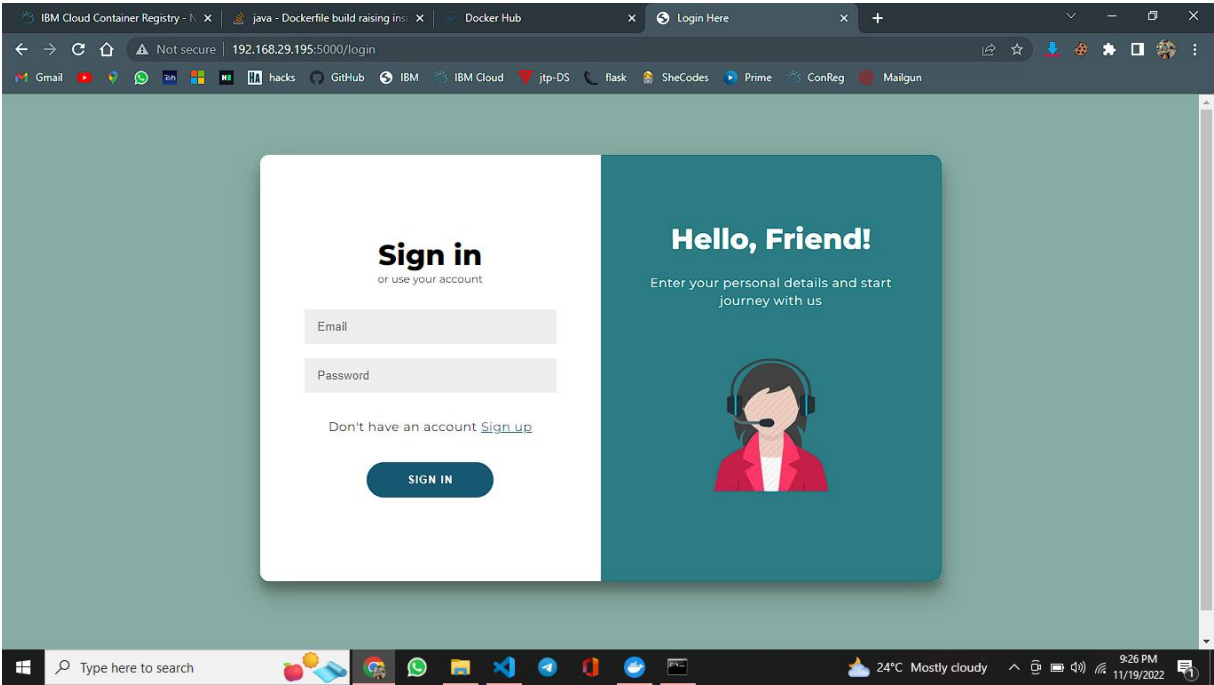 IBM Cloud Container Registry - N
java - Dockerfile build raising ins
Docker Hub
Login Here
Not secure
192.168.29.195:5000/login
Gmail
hacks
GitHub
IBM
IBM Cloud
jtp-DS
flask
SheCodes
Prime
ConReg
Mailgun
Sign in
or use your account
Email
Password
Don't have an account Sign up
SIGN IN
Hello, Friend!
Enter your personal details and start
journey with us
Type here to search
24°C Mostly cloudy
9:26 PM
11/19/2022
1